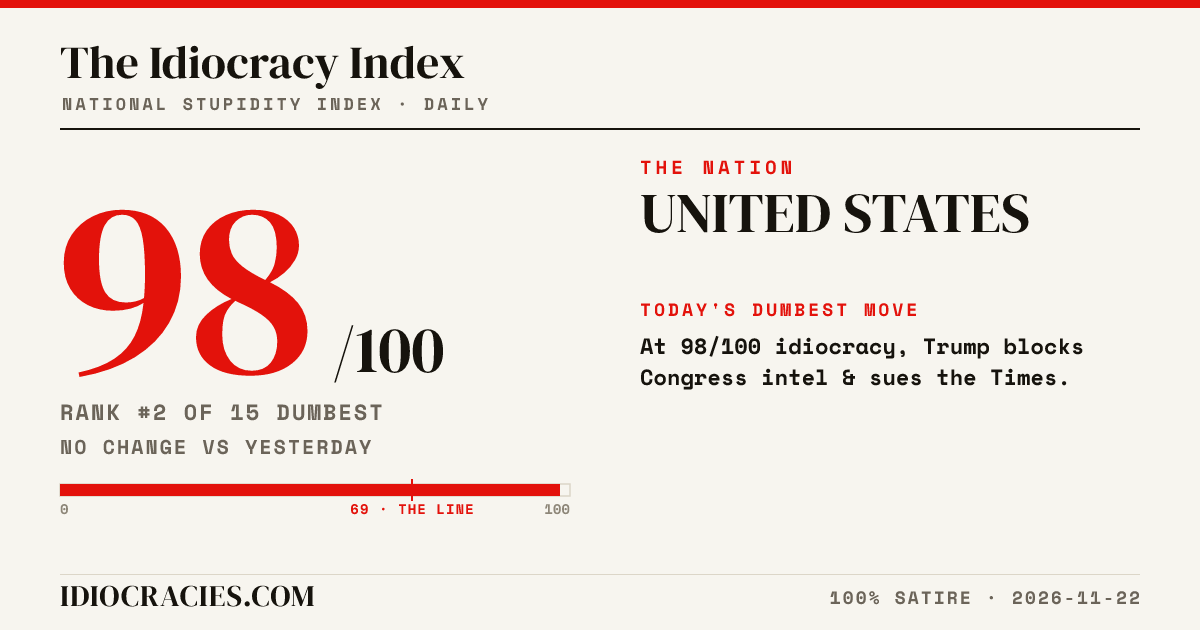 The Idiocracy Index
NATIONAL STUPIDITY INDEX · DAILY
98 /100
RANK #2 OF 15 DUMBEST
NO CHANGE VS YESTERDAY
0 69 · THE LINE 100
THE NATION
UNITED STATES
TODAY'S DUMBEST MOVE
At 98/100 idiocracy, Trump blocks
Congress intel & sues the Times.
IDIOCRACIES.COM
100% SATIRE · 2026-11-22